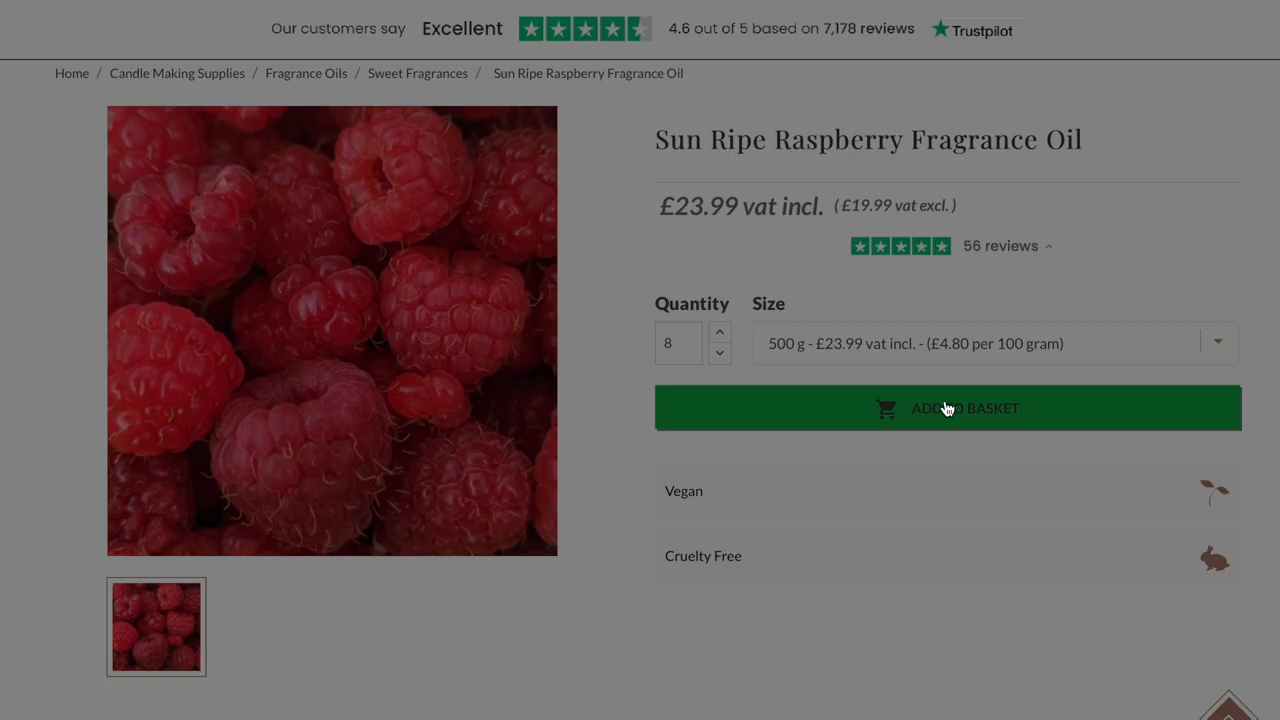 Our customers say Excellent 4.6 out of 5 based on 7,178 reviews Trustpilot
Home / Candle Making Supplies / Fragrance Oils / Sweet Fragrances / Sun Ripe Raspberry Fragrance Oil
Sun Ripe Raspberry Fragrance Oil
£23.99 vat incl. ( £19.99 vat excl. )
56 reviews
Quantity Size
8 500 g - £23.99 vat incl. - (£4.80 per 100 gram)
ADD TO BASKET
Vegan
Cruelty Free